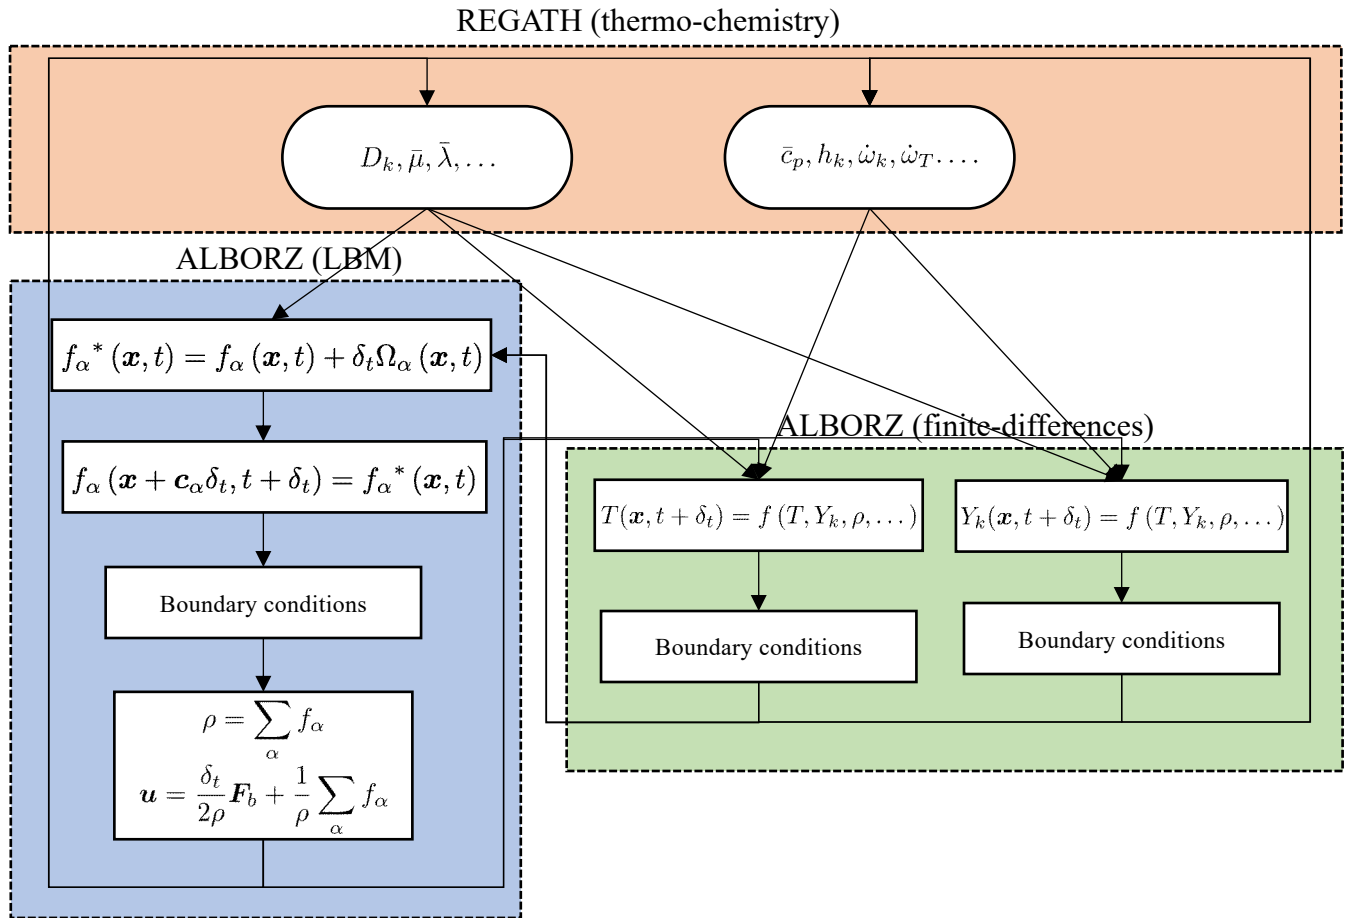 REGATH (thermo-chemistry)
D_k, μ̄, λ̄, . . .
c̄_p, h_k, ω̇_k, ω̇_T . . . .
ALBORZ (LBM)
f_α^* (x, t) = f_α (x, t) + δ_t Ω_α (x, t)
f_α (x + c_α δ_t, t + δ_t) = f_α^* (x, t)
Boundary conditions
ρ = ∑_α f_α
u = δ_t/2ρ F_b + 1/ρ ∑_α f_α
ALBORZ (finite-differences)
T(x, t + δ_t) = f (T, Y_k, ρ, . . . )
Y_k(x, t + δ_t) = f (T, Y_k, ρ, . . . )
Boundary conditions
Boundary conditions